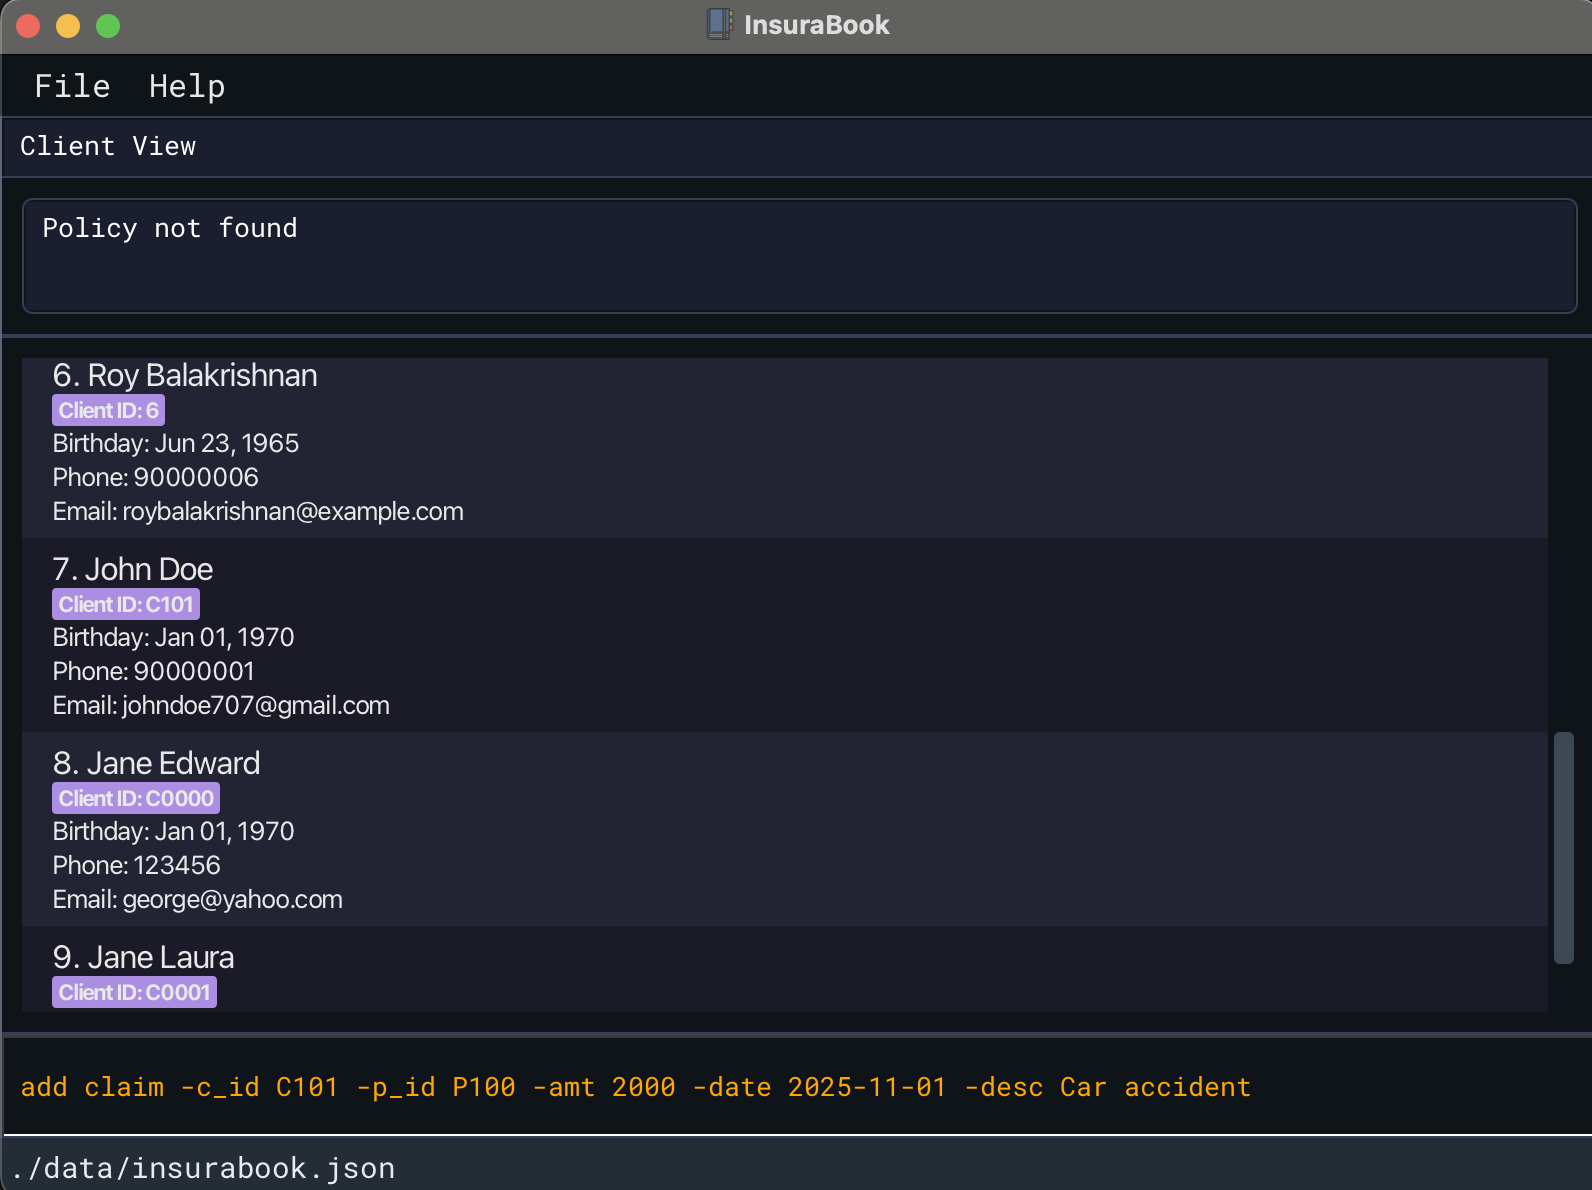 InsuraBook
File Help
Client View
Policy not found
6. Roy Balakrishnan
Client ID: 6
Birthday: Jun 23, 1965
Phone: 90000006
Email: roybalakrishnan@example.com
7. John Doe
Client ID: C101
Birthday: Jan 01, 1970
Phone: 90000001
Email: johndoe707@gmail.com
8. Jane Edward
Client ID: C0000
Birthday: Jan 01, 1970
Phone: 123456
Email: george@yahoo.com
9. Jane Laura
Client ID: C0001
add claim -c_id C101 -p_id P100 -amt 2000 -date 2025-11-01 -desc Car accident
./data/insurabook.json